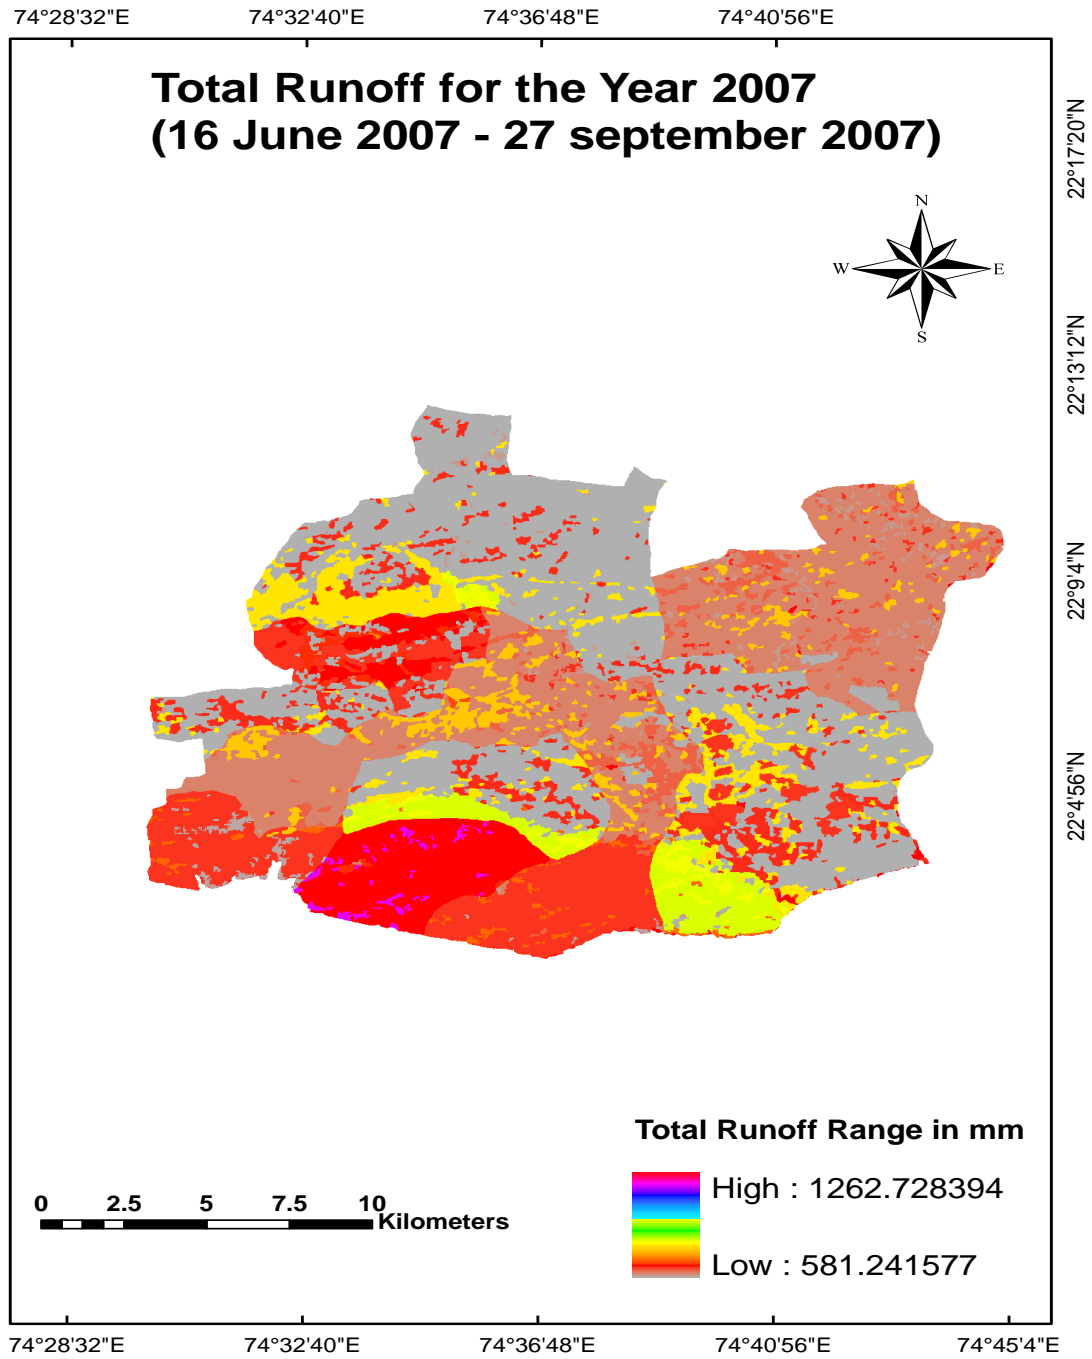 74°28'32"E 74°32'40"E 74°36'48"E 74°40'56"E
Total Runoff for the Year 2007
(16 June 2007 - 27 september 2007)
22°17'20"N
N
W E
S
22°13'12"N
22°9'4"N
22°4'56"N
Total Runoff Range in mm
High : 1262.728394
Low : 581.241577
0 2.5 5 7.5 10
Kilometers
74°28'32"E 74°32'40"E 74°36'48"E 74°40'56"E 74°45'4"E